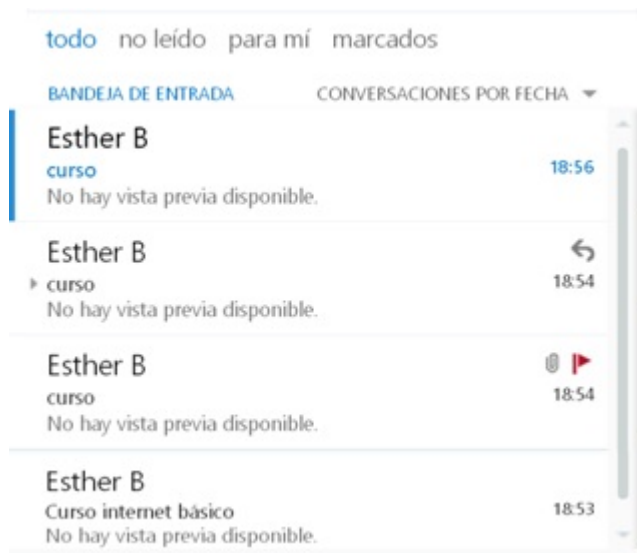 todo no leído para mí marcados
BANDEJA DE ENTRADA CONVERSACIONES POR FECHA
Esther B
curso 18:56
No hay vista previa disponible.
Esther B
curso 18:54
No hay vista previa disponible.
Esther B
curso 18:54
No hay vista previa disponible.
Esther B
Curso internet básico 18:53
No hay vista previa disponible.